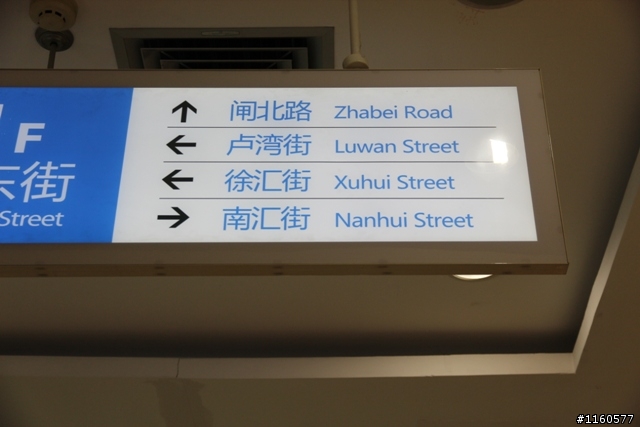 F
东街
Street
闸北路 Zhabei Road
卢湾街 Luwan Street
徐汇街 Xuhui Street
南汇街 Nanhui Street
#1160577